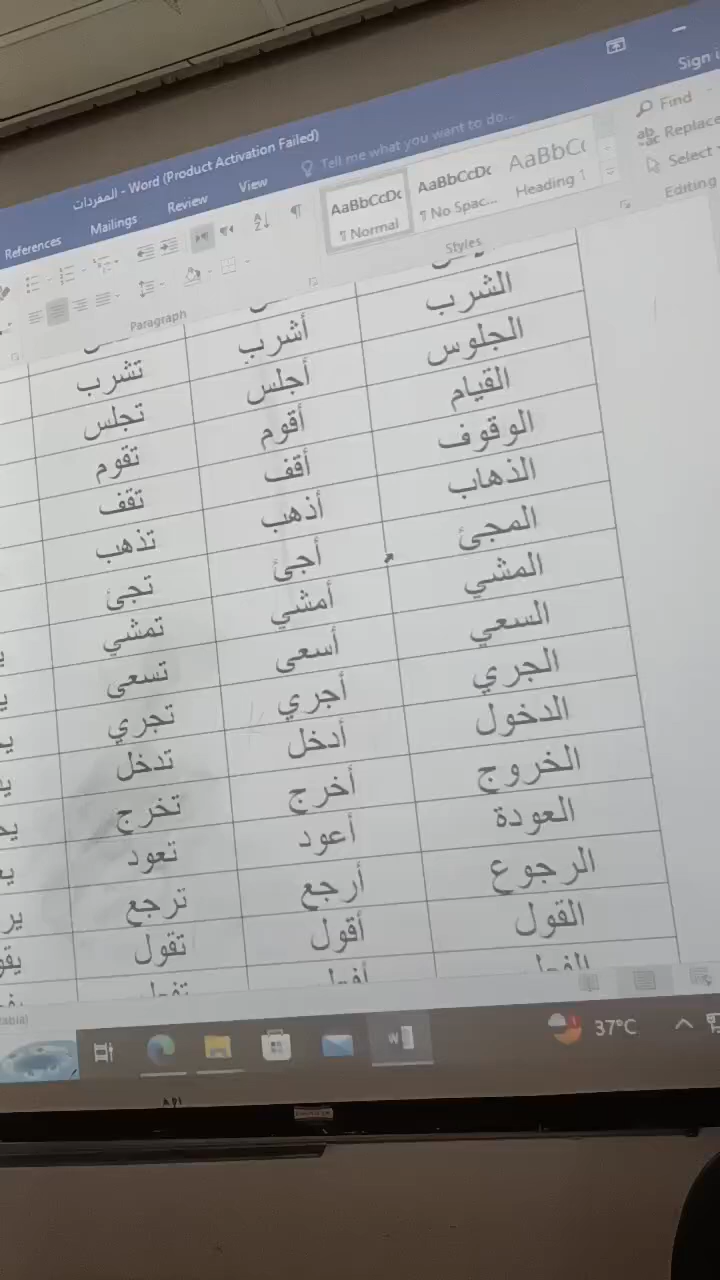 المفردات - Word (Product Activation Failed)
Sign i
References Mailings Review View Tell me what you want to do...
AaBbCcDc AaBbCcDc AaBbC
¶ Normal ¶ No Spac... Heading 1
Find
Replace
Select
Paragraph Styles Editing
الشرب أشرب تشرب
الجلوس أجلس تجلس
القيام أقوم تقوم
الوقوف أقف تقف
الذهاب أذهب تذهب
المجئ أجئ تجئ
المشي أمشي تمشي
السعي أسعى تسعى
الجري أجري تجري
الدخول أدخل تدخل
الخروج أخرج تخرج
العودة أعود تعود
الرجوع أرجع ترجع ير
القول أقول تقول يقو
37°C